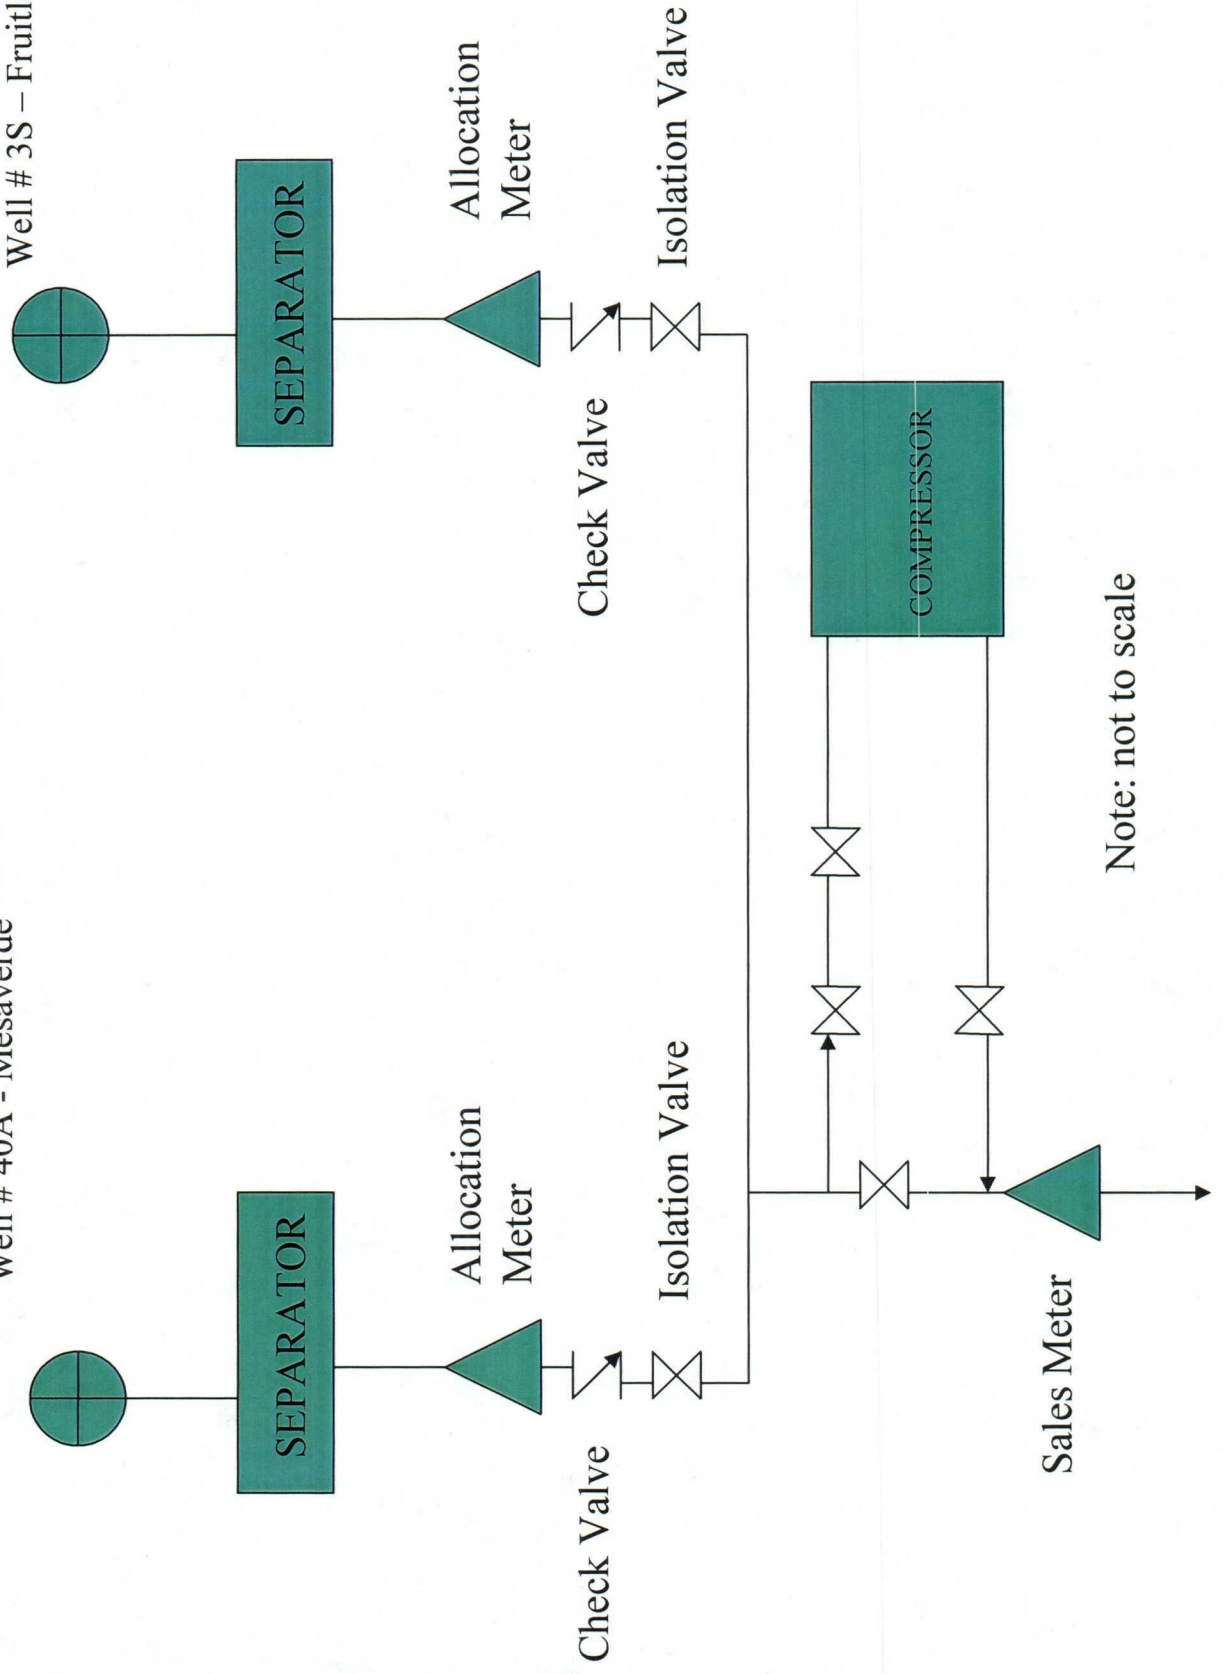 Well # 40A - Mesaverde
Well # 3S – Fruitl
SEPARATOR
SEPARATOR
Allocation
Meter
Allocation
Meter
Check Valve
Check Valve
Isolation Valve
Isolation Valve
COMPRESSOR
Sales Meter
Note: not to scale